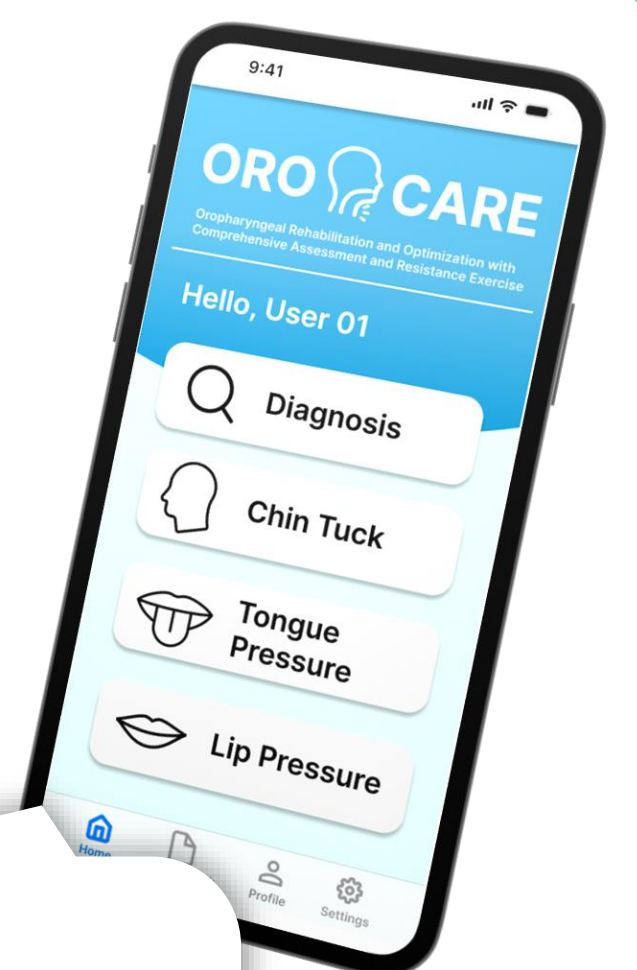 9:41
ORO CARE
Oropharyngeal Rehabilitation and Optimization with
Comprehensive Assessment and Resistance Exercise
Hello, User 01
Diagnosis
Chin Tuck
Tongue
Pressure
Lip Pressure
Home
Profile
Settings